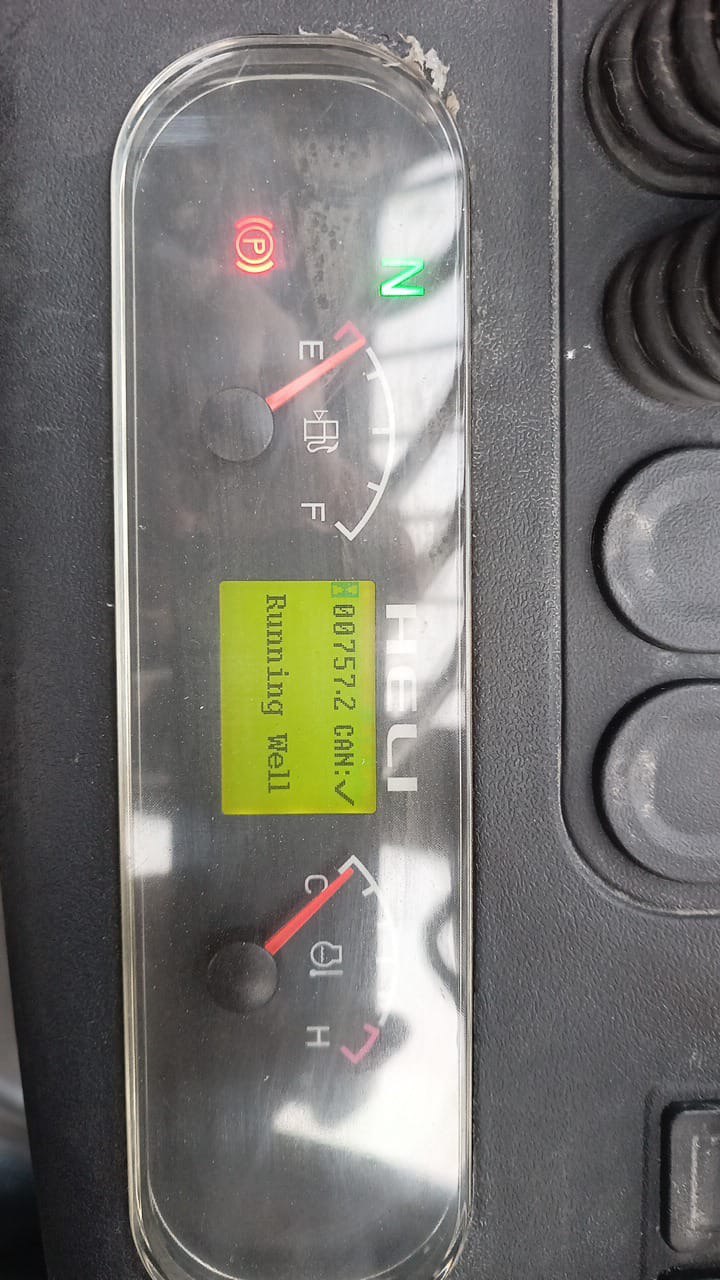 HELI
N
(P)
E
F
00757.2 CAN:✓
Running Well
C
H